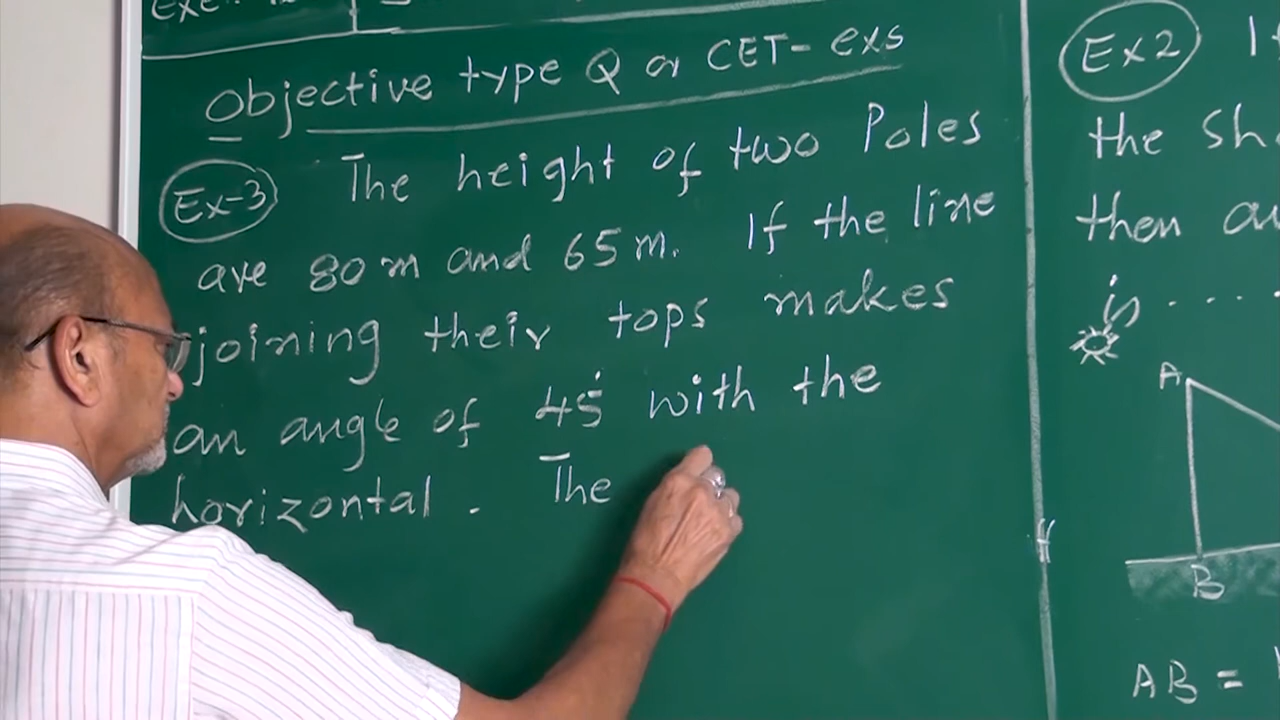 Objective type Q or CET- exs
Ex-3 The height of two Poles
are 80 m and 65 m. If the line
joining their tops makes
an angle of 45° with the
horizontal. The
Ex 2
the
then
is ....
A
B
AB =